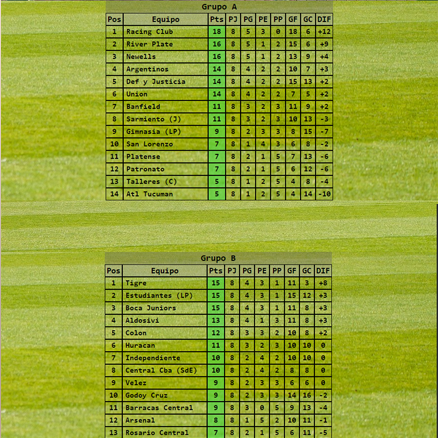 Grupo A
Pos Equipo Pts PJ PG PE PP GF GC DIF
1 Racing Club 18 8 5 3 0 18 6 +12
2 River Plate 16 8 5 1 2 15 6 +9
3 Newells 16 8 5 1 2 13 9 +4
4 Argentinos 14 8 4 2 2 10 7 +3
5 Def y Justicia 14 8 4 2 2 15 13 +2
6 Union 14 8 4 2 2 7 5 +2
7 Banfield 11 8 3 2 3 11 9 +2
8 Sarmiento (J) 11 8 3 2 3 10 13 -3
9 Gimnasia (LP) 9 8 2 3 3 8 15 -7
10 San Lorenzo 7 8 1 4 3 6 8 -2
11 Platense 7 8 2 1 5 7 13 -6
12 Patronato 7 8 2 1 5 6 12 -6
13 Talleres (C) 5 8 1 2 5 4 8 -4
14 Atl Tucuman 5 8 1 2 5 4 14 -10
Grupo B
Pos Equipo Pts PJ PG PE PP GF GC DIF
1 Tigre 15 8 4 3 1 11 3 +8
2 Estudiantes (LP) 15 8 4 3 1 15 12 +3
3 Boca Juniors 15 8 4 3 1 11 8 +3
4 Aldosivi 13 8 4 1 3 11 8 +3
5 Colon 12 8 3 3 2 10 8 +2
6 Huracan 11 8 3 2 3 10 10 0
7 Independiente 10 8 2 4 2 10 10 0
8 Central Cba (SdE) 10 8 2 4 2 8 8 0
9 Velez 9 8 2 3 3 6 6 0
10 Godoy Cruz 9 8 2 3 3 14 16 -2
11 Barracas Central 9 8 3 0 5 9 13 -4
12 Arsenal 8 8 1 5 2 10 11 -1
13 Rosario Central 7 8 2 1 5 6 11 -5